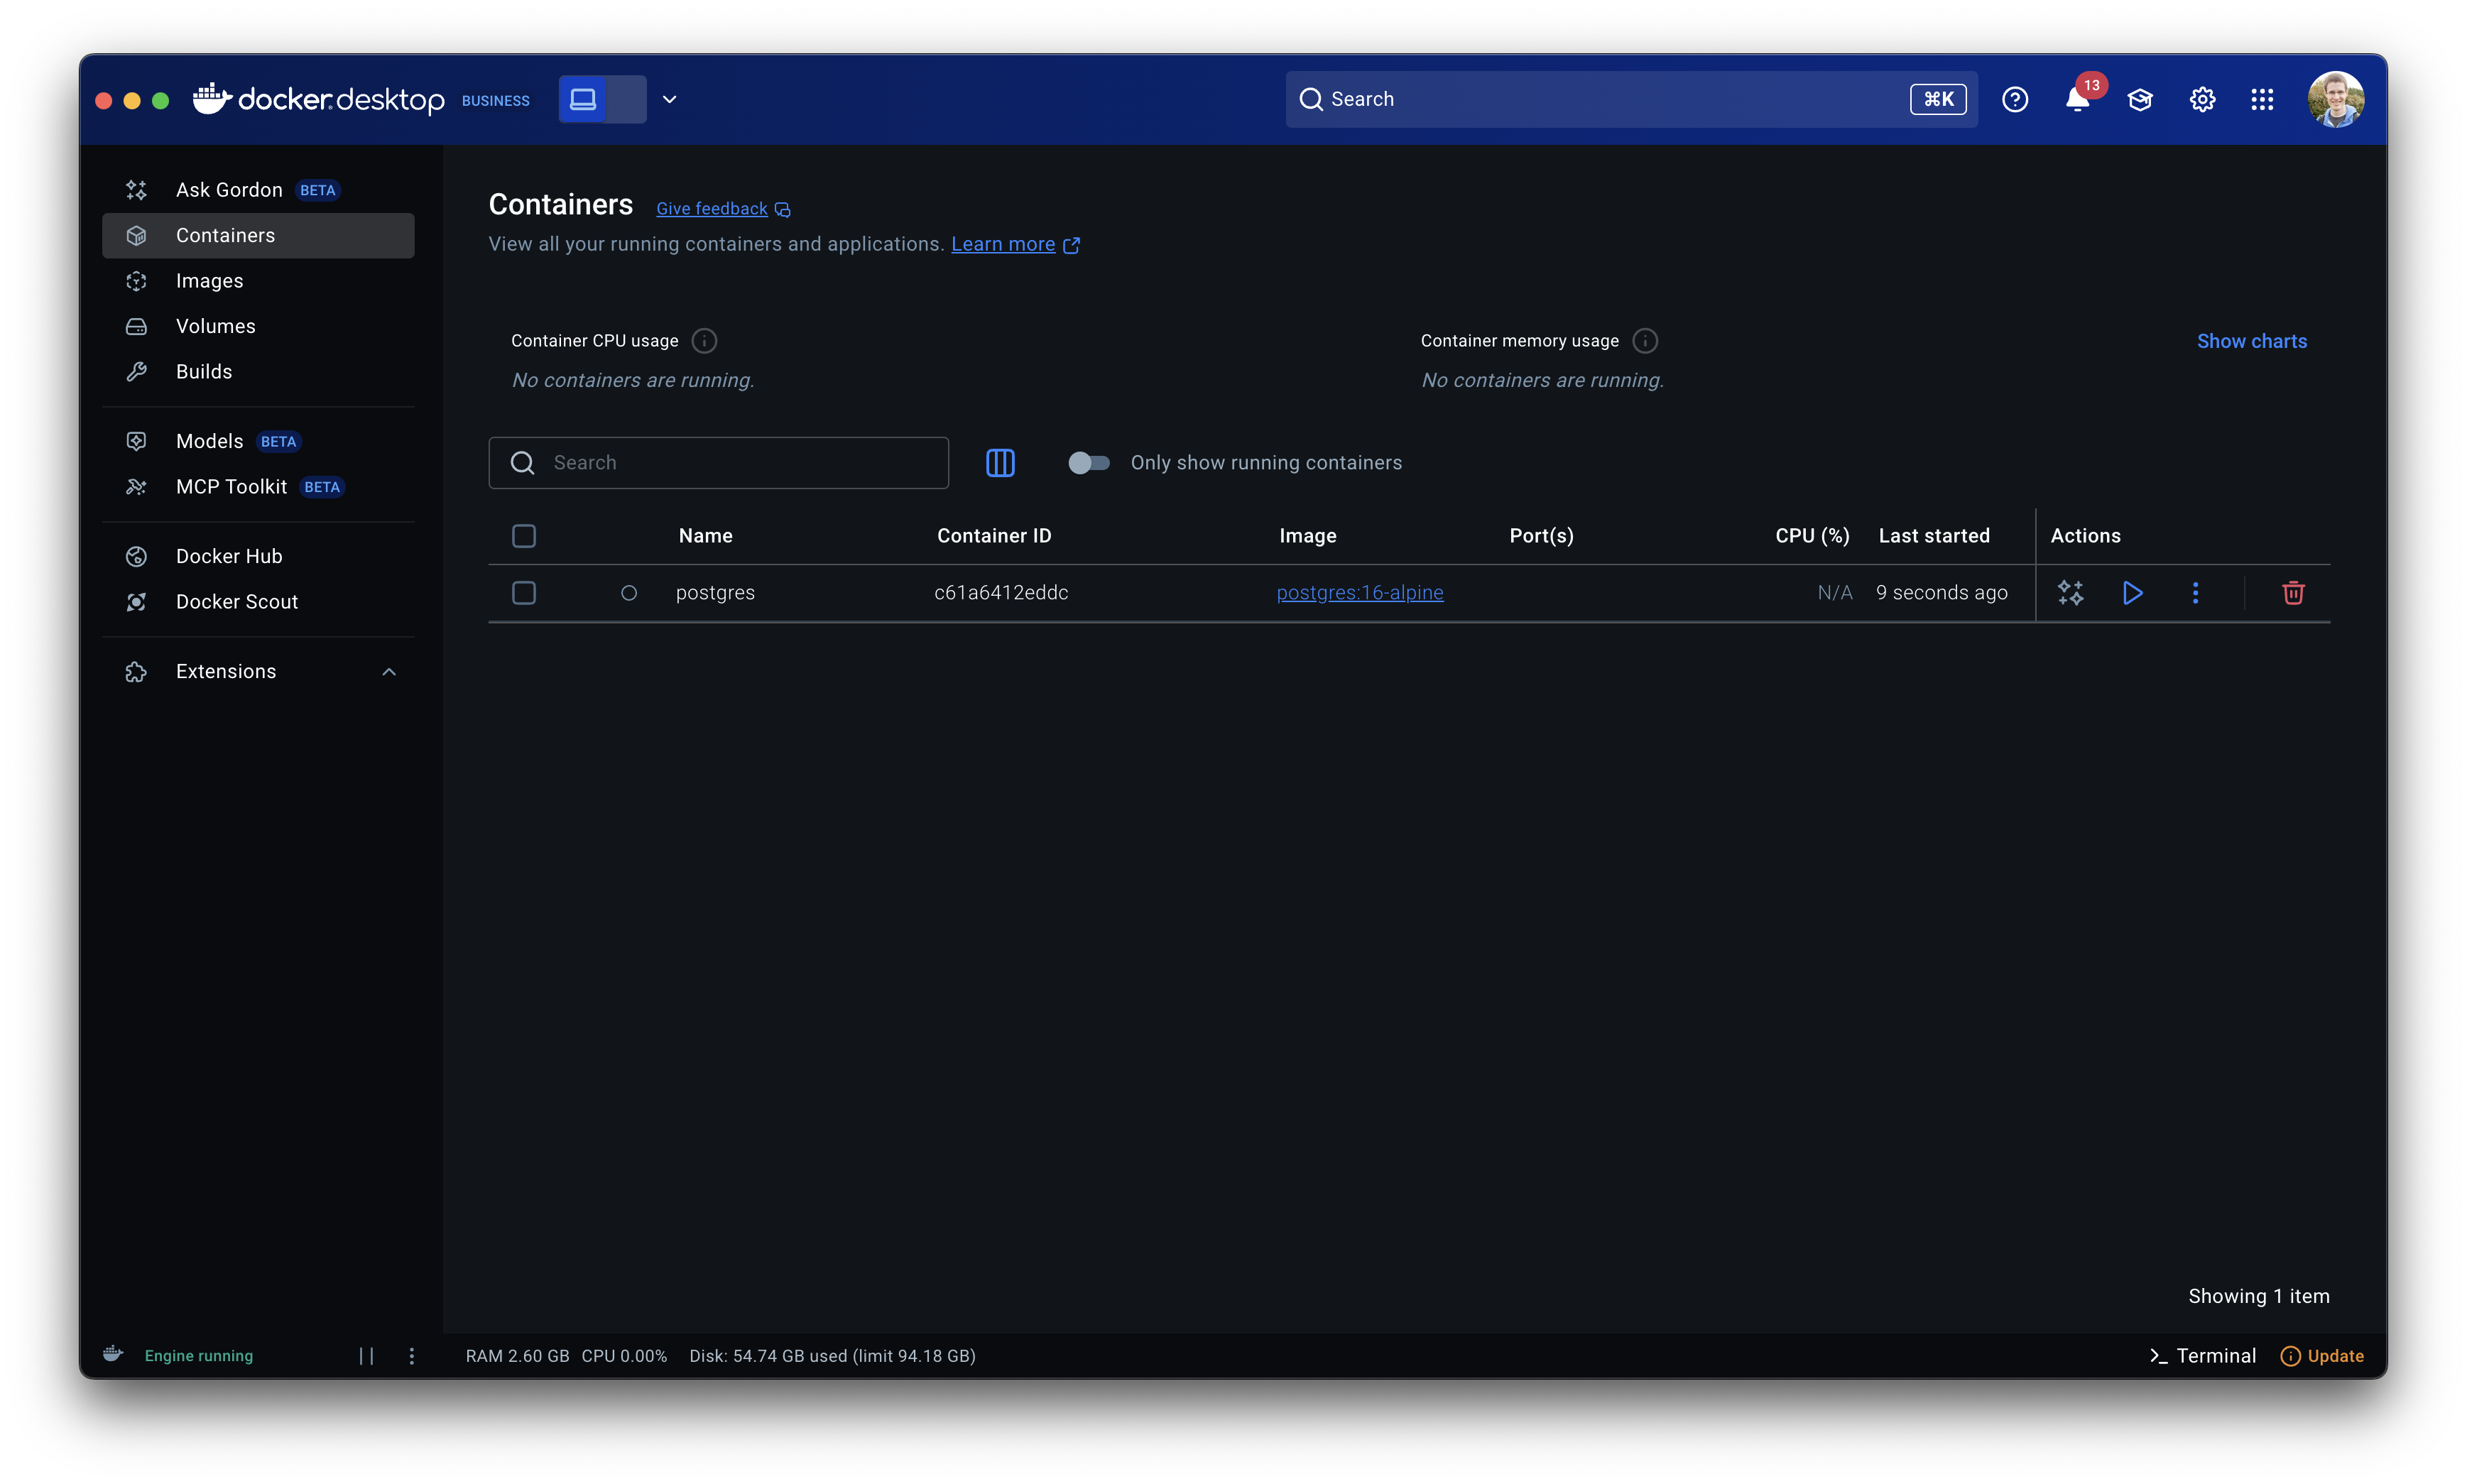 docker.desktop BUSINESS
Search ⌘K
13
Ask Gordon BETA
Containers
Images
Volumes
Builds
Models BETA
MCP Toolkit BETA
Docker Hub
Docker Scout
Extensions
Containers Give feedback
View all your running containers and applications. Learn more
Container CPU usage
No containers are running.
Container memory usage
No containers are running.
Show charts
Search
Only show running containers
Name Container ID Image Port(s) CPU (%) Last started Actions
postgres c61a6412eddc postgres:16-alpine N/A 9 seconds ago
Showing 1 item
Engine running
RAM 2.60 GB CPU 0.00% Disk: 54.74 GB used (limit 94.18 GB)
Terminal
Update